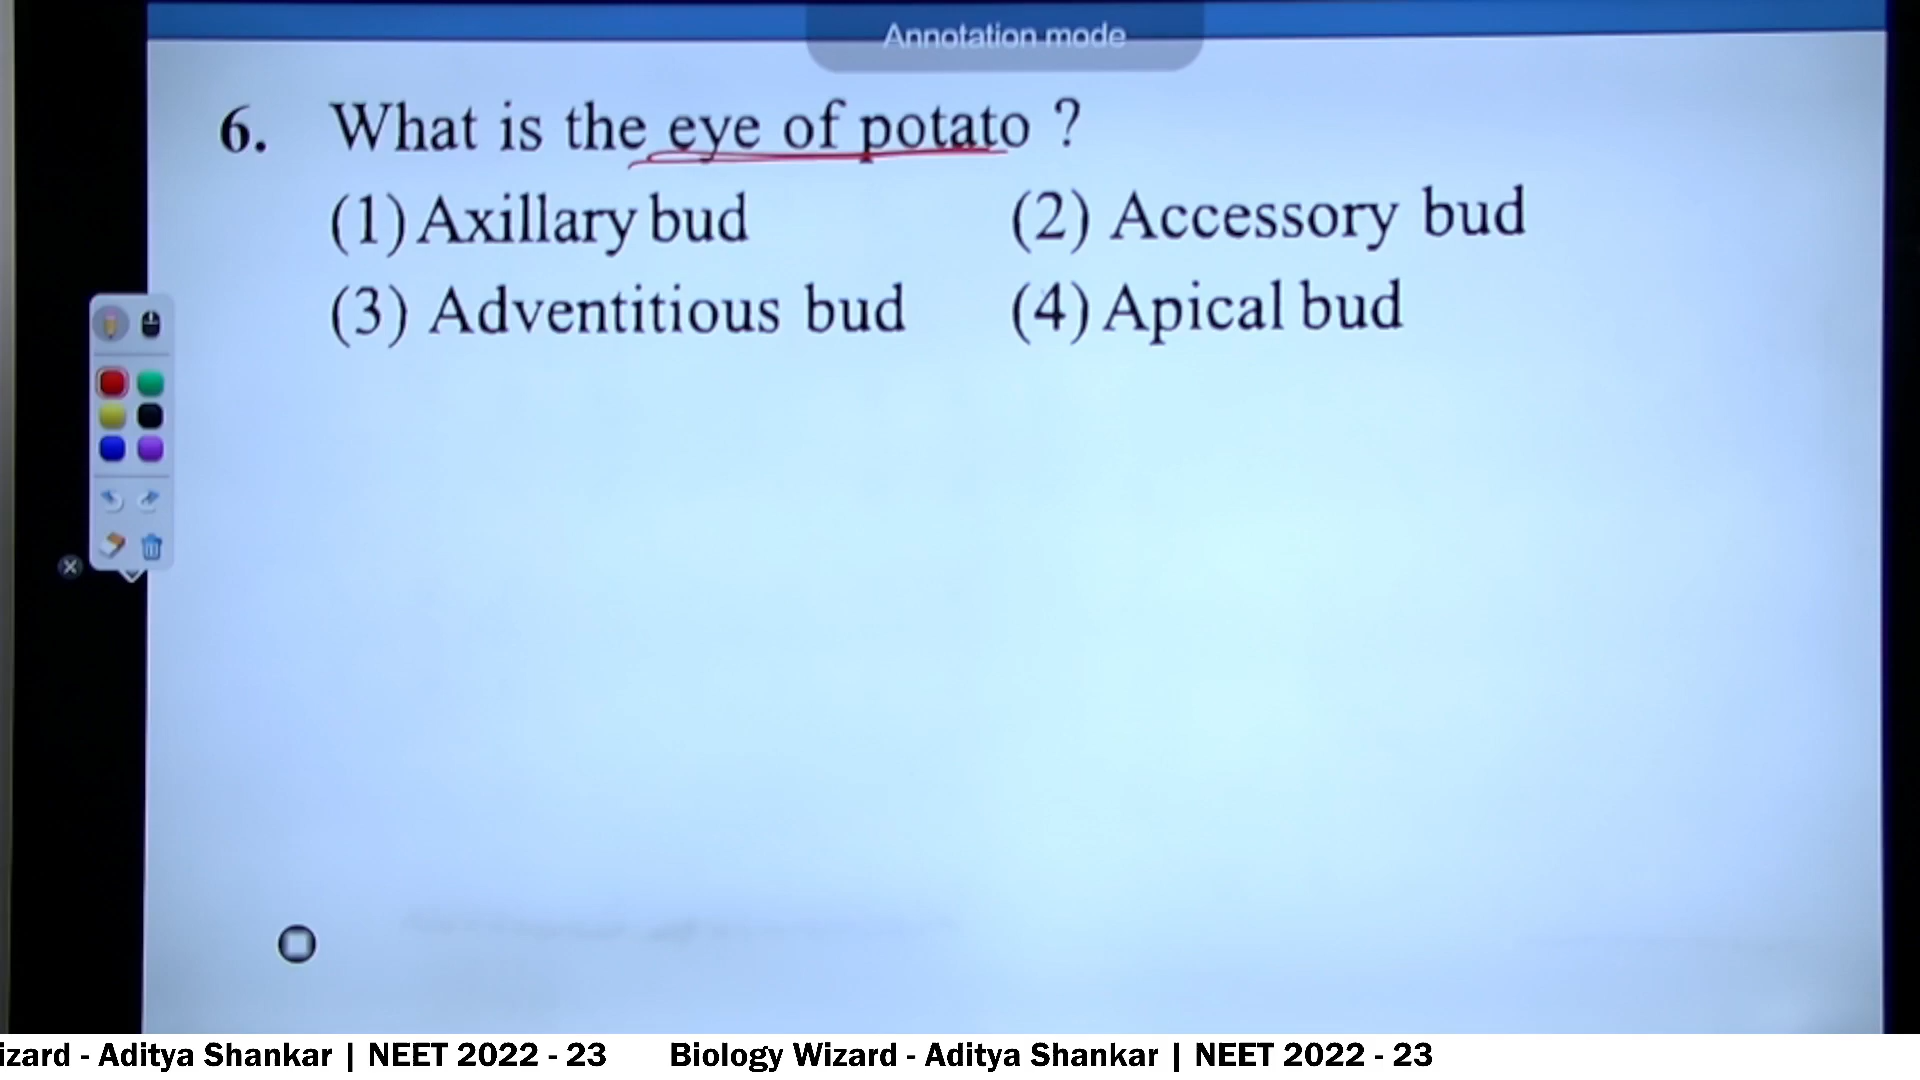 Annotation mode
6. What is the eye of potato ?
(1) Axillary bud (2) Accessory bud
(3) Adventitious bud (4) Apical bud
izard - Aditya Shankar | NEET 2022 - 23 Biology Wizard - Aditya Shankar | NEET 2022 - 23